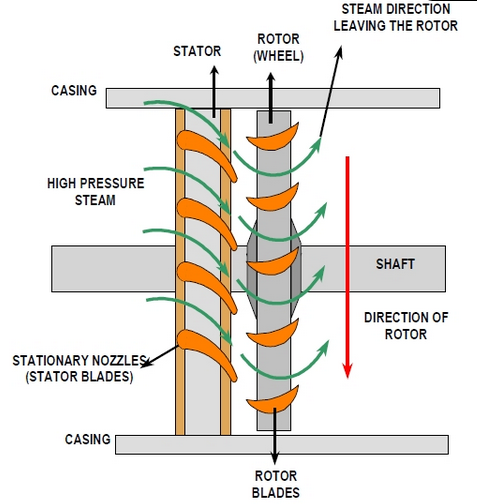 STEAM DIRECTION
LEAVING THE ROTOR
ROTOR
(WHEEL)
STATOR
CASING
HIGH PRESSURE
STEAM
SHAFT
DIRECTION OF
ROTOR
STATIONARY NOZZLES
(STATOR BLADES)
CASING
ROTOR
BLADES